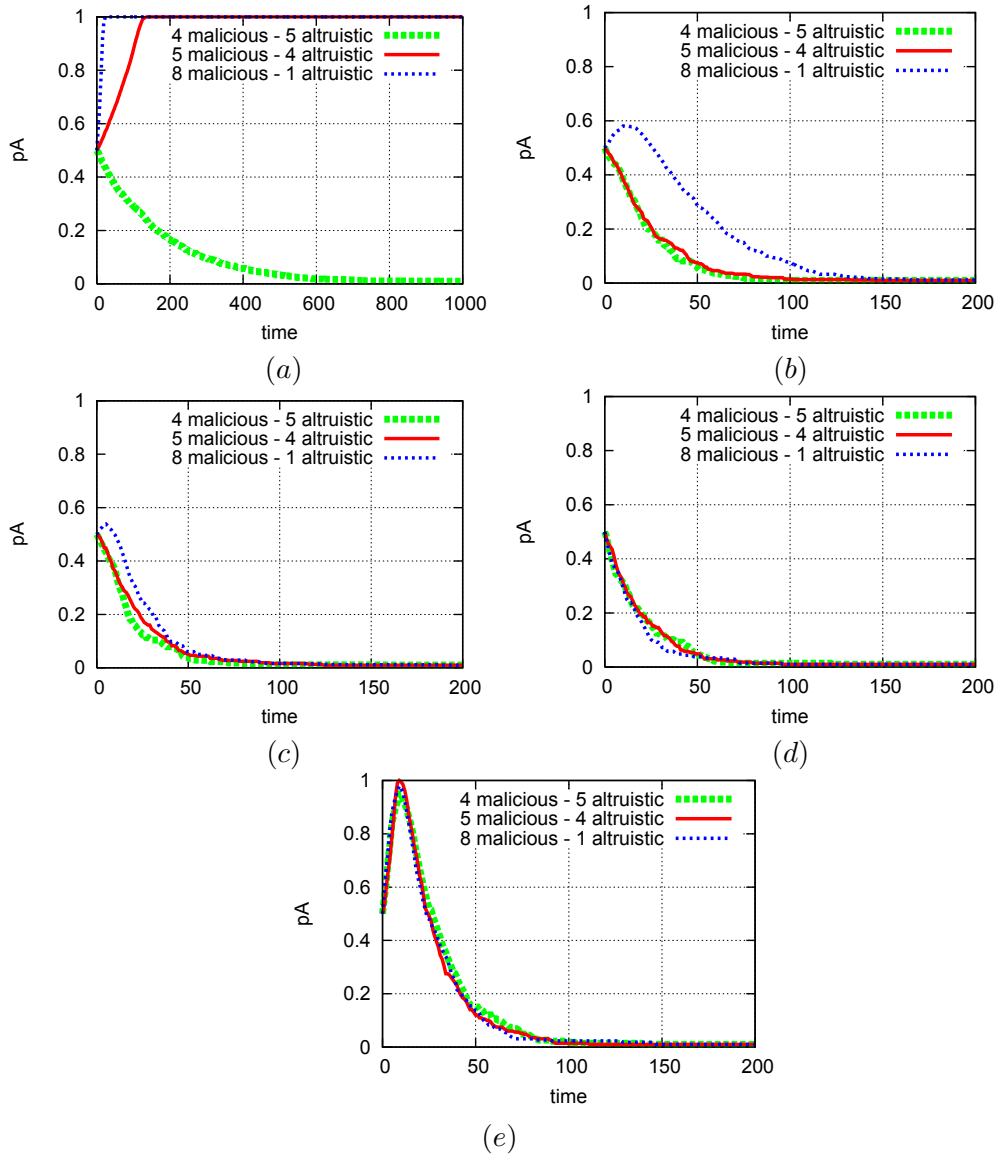 1
0.8
0.6
0.4
0.2
0
pA
4 malicious - 5 altruistic
5 malicious - 4 altruistic
8 malicious - 1 altruistic
0 200 400 600 800 1000
time
(a)
1
0.8
0.6
0.4
0.2
0
pA
4 malicious - 5 altruistic
5 malicious - 4 altruistic
8 malicious - 1 altruistic
0 50 100 150 200
time
(b)
1
0.8
0.6
0.4
0.2
0
pA
4 malicious - 5 altruistic
5 malicious - 4 altruistic
8 malicious - 1 altruistic
0 50 100 150 200
time
(c)
1
0.8
0.6
0.4
0.2
0
pA
4 malicious - 5 altruistic
5 malicious - 4 altruistic
8 malicious - 1 altruistic
0 50 100 150 200
time
(d)
1
0.8
0.6
0.4
0.2
0
pA
4 malicious - 5 altruistic
5 malicious - 4 altruistic
8 malicious - 1 altruistic
0 50 100 150 200
time
(e)